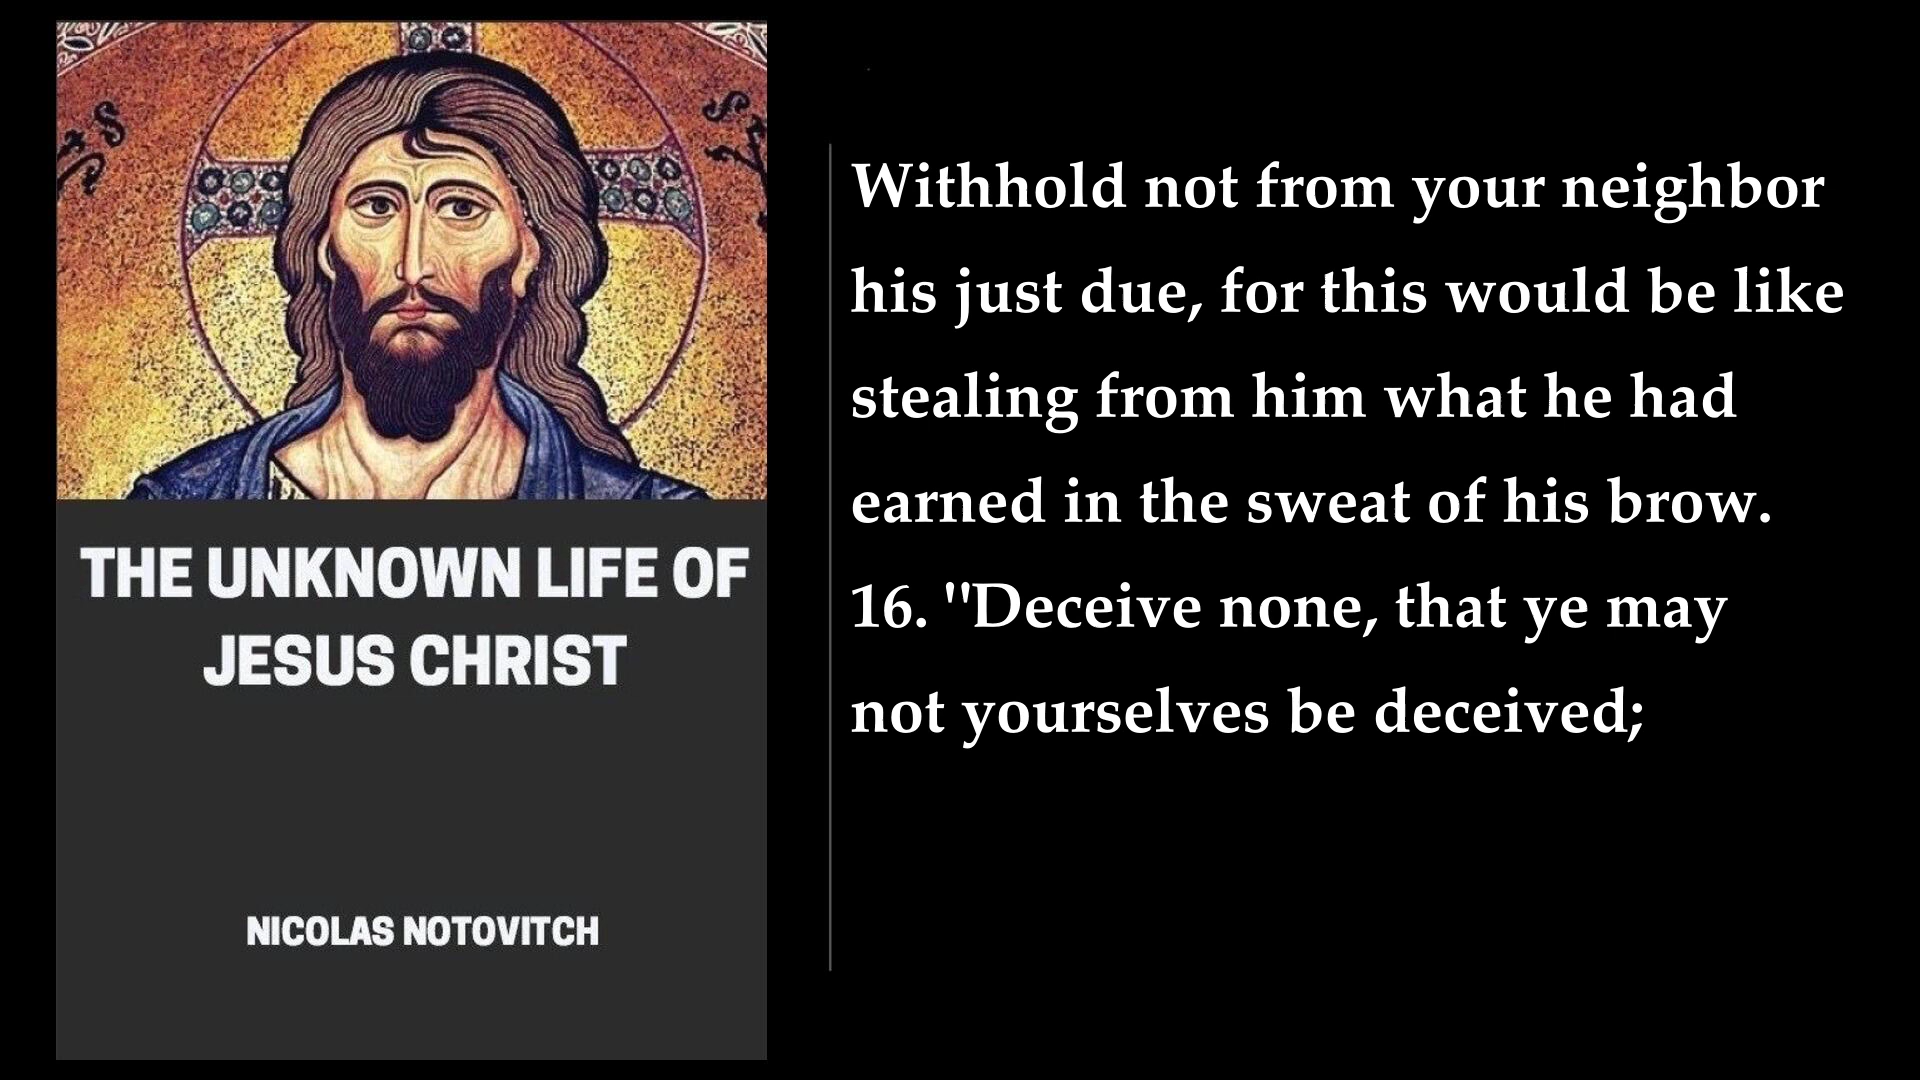 THE UNKNOWN LIFE OF
JESUS CHRIST
NICOLAS NOTOVITCH
Withhold not from your neighbor
his just due, for this would be like
stealing from him what he had
earned in the sweat of his brow.
16. "Deceive none, that ye may
not yourselves be deceived;